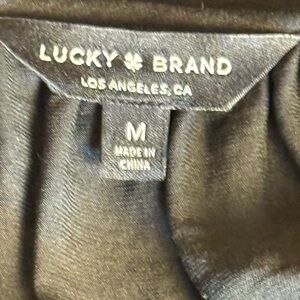 LUCKY BRAND
LOS ANGELES, CA
M
MADE IN
CHINA